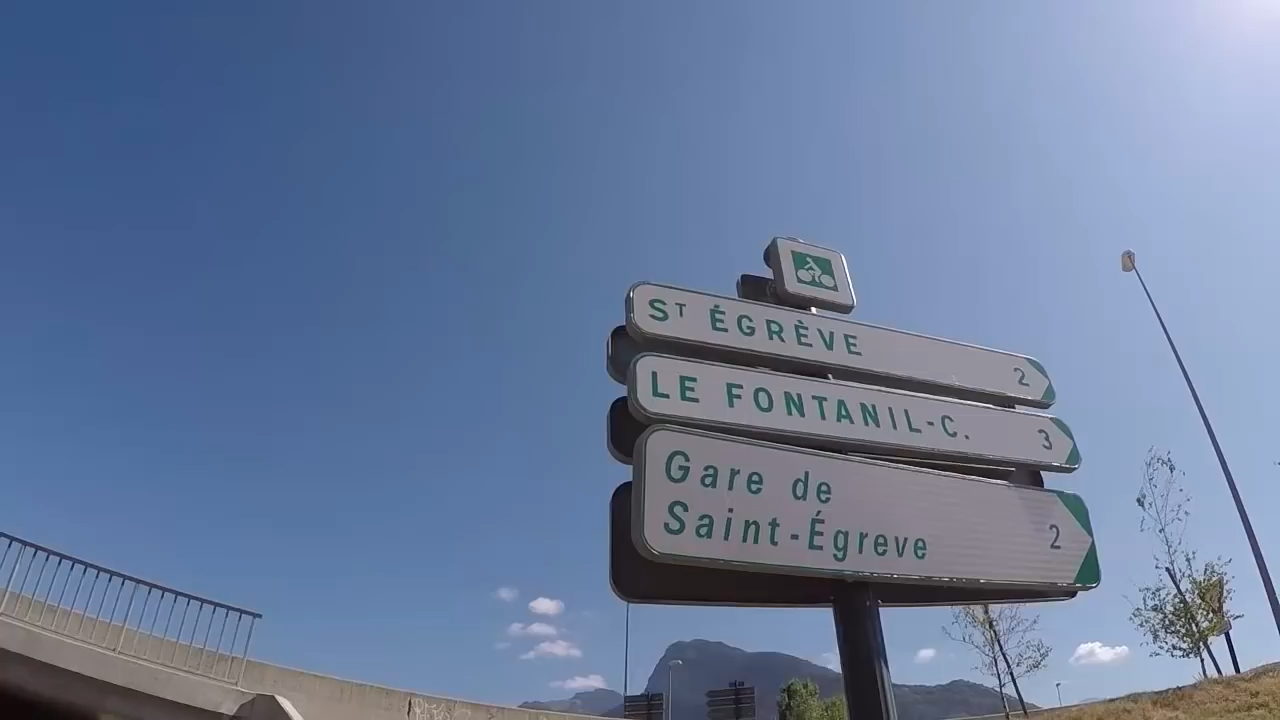 Sᵀ ÉGRÈVE 2
LE FONTANIL-C. 3
Gare de
Saint-Égreve 2